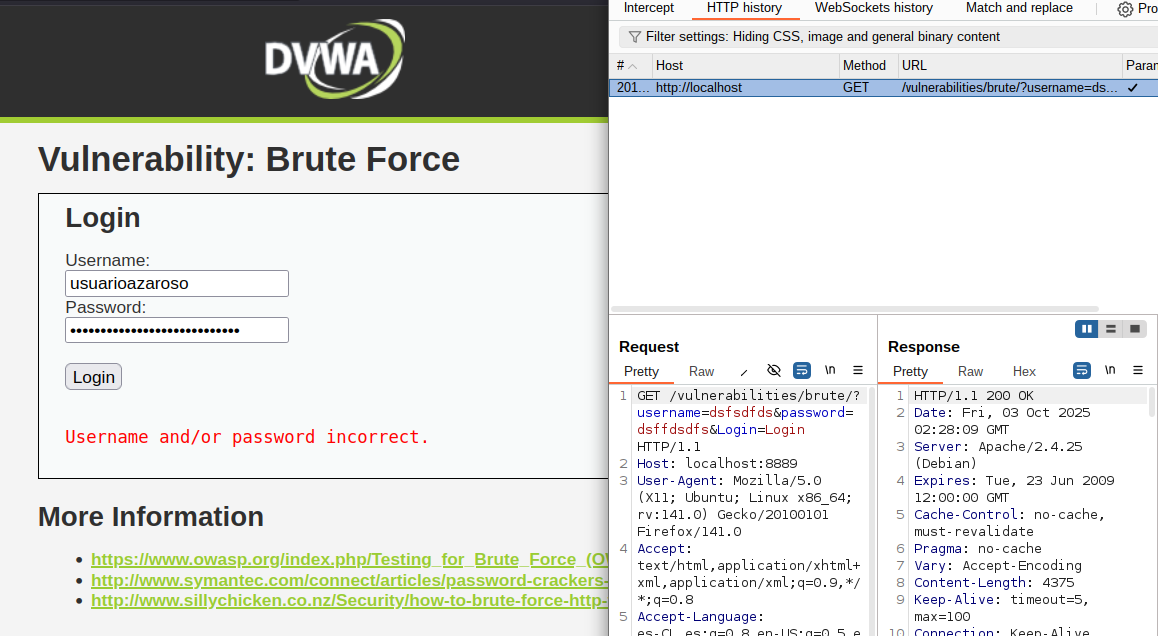 DVWA
Vulnerability: Brute Force
Login
Username:
usuarioazaroso
Password:
••••••••••••••••••••••••••••
Login
Username and/or password incorrect.
More Information
• https://www.owasp.org/index.php/Testing_for_Brute_Force_(OW
• http://www.symantec.com/connect/articles/password-crackers-
• http://www.sillychicken.co.nz/Security/how-to-brute-force-http-
Intercept HTTP history WebSockets history Match and replace Pro
Filter settings: Hiding CSS, image and general binary content
# Host Method URL Paran
201... http://localhost GET /vulnerabilities/brute/?username=ds... ✓
Request
Pretty Raw \n
1 GET /vulnerabilities/brute/?
username=dsfsdfds&password=
dsffdsdfs&Login=Login
HTTP/1.1
2 Host: localhost:8889
3 User-Agent: Mozilla/5.0
(X11; Ubuntu; Linux x86_64;
rv:141.0) Gecko/20100101
Firefox/141.0
4 Accept:
text/html,application/xhtml+
xml,application/xml;q=0.9,*/
*;q=0.8
5 Accept-Language:
es-CL,es;q=0.8,en-US;q=0.5,e
Response
Pretty Raw Hex \n
1 HTTP/1.1 200 OK
2 Date: Fri, 03 Oct 2025
02:28:09 GMT
3 Server: Apache/2.4.25
(Debian)
4 Expires: Tue, 23 Jun 2009
12:00:00 GMT
5 Cache-Control: no-cache,
must-revalidate
6 Pragma: no-cache
7 Vary: Accept-Encoding
8 Content-Length: 4375
9 Keep-Alive: timeout=5,
max=100
10 Connection: Keep-Alive